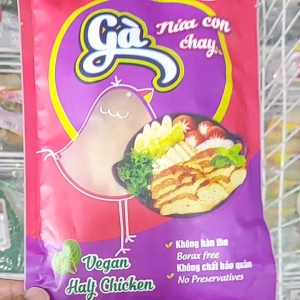 Gà
Nửa con
chay
Không hàn the
Borax free
Không chất bảo quản
No Preservatives
Vegan
Half Chicken